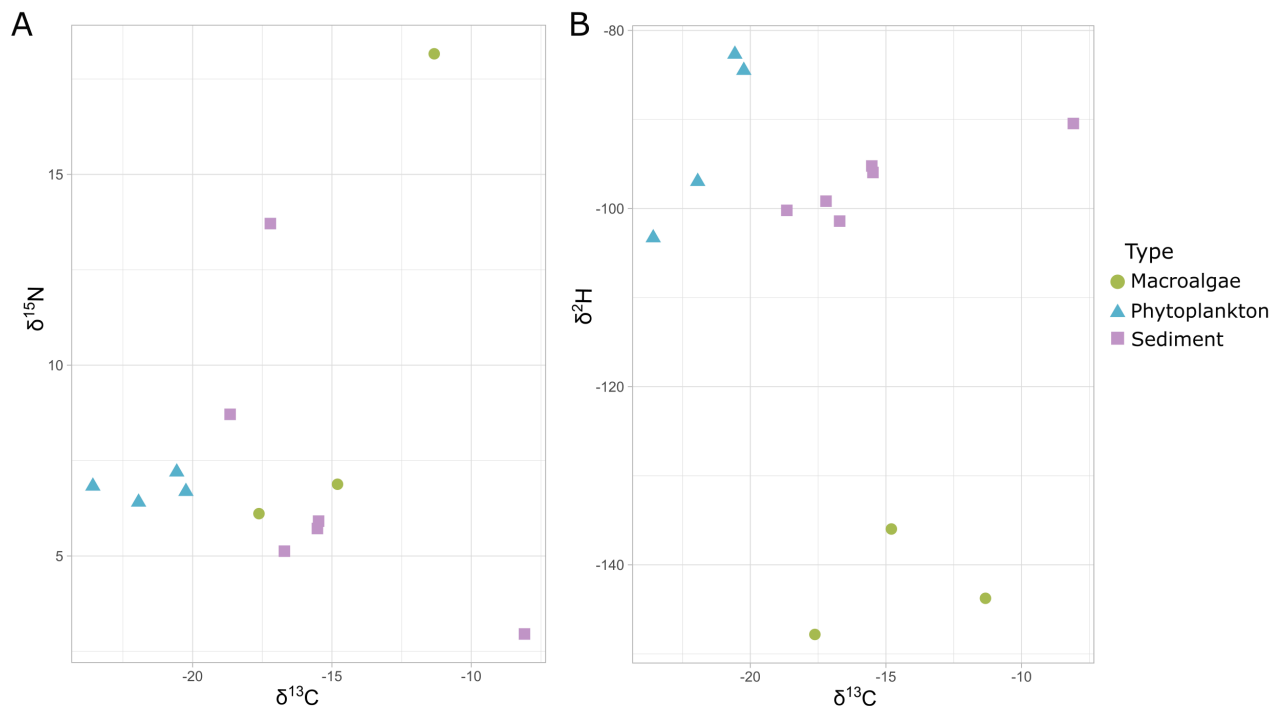 A
B
15
10
5
-20
-15
-10
δ¹⁵N
δ¹³C
-80
-100
-120
-140
-20
-15
-10
δ²H
δ¹³C
Type
Macroalgae
Phytoplankton
Sediment